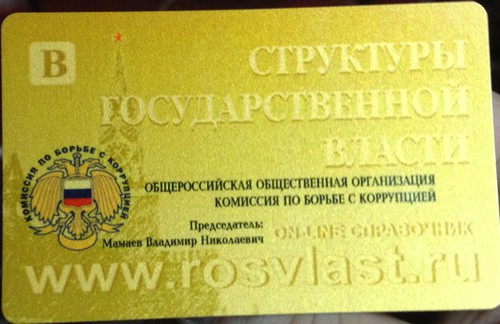 В
СТРУКТУРЫ
ГОСУДАРСТВЕННОЙ
ВЛАСТИ
КОМИССИЯ ПО БОРЬБЕ С КОРРУПЦИЕЙ
ОБЩЕРОССИЙСКАЯ ОБЩЕСТВЕННАЯ ОРГАНИЗАЦИЯ
КОМИССИЯ ПО БОРЬБЕ С КОРРУПЦИЕЙ
Председатель:
Мамаев Владимир Николаевич
ON-LINE СПРАВОЧНИК
www.rosvlast.ru